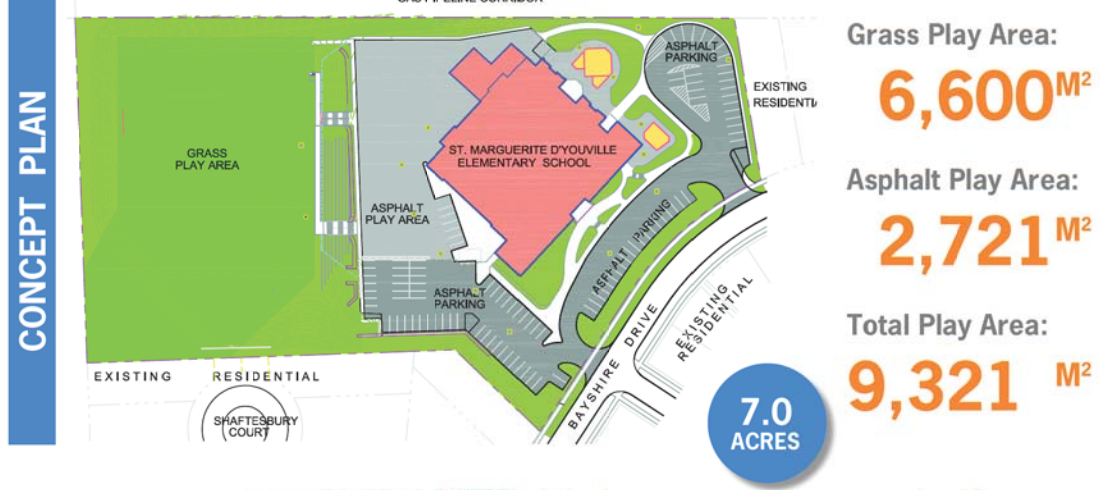 CONCEPT PLAN
GRASS
PLAY AREA
ASPHALT
PLAY AREA
ST. MARGUERITE D'YOUVILLE
ELEMENTARY SCHOOL
ASPHALT
PARKING
EXISTING
ASPHALT PARKING
ASPHALT
PARKING
BAYSHIRE DRIVE
EXISTING
RESIDENTIAL
EXISTING RESIDENTIAL
SHAFTESBURY
COURT
7.0
ACRES
Grass Play Area:
6,600 M²
Asphalt Play Area:
2,721 M²
Total Play Area:
9,321 M²